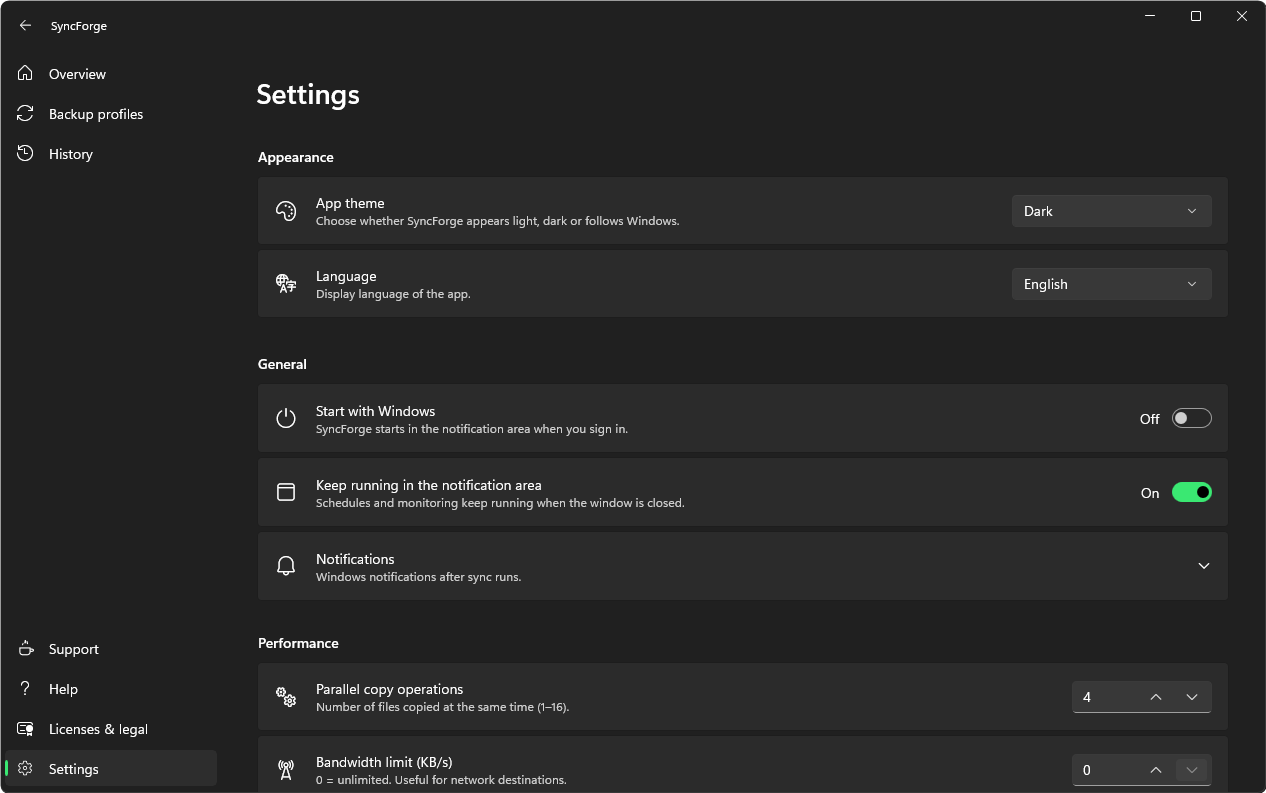 SyncForge
Overview
Backup profiles
History
Settings
Appearance
App theme
Choose whether SyncForge appears light, dark or follows Windows.
Dark
Language
Display language of the app.
English
General
Start with Windows
SyncForge starts in the notification area when you sign in.
Off
Keep running in the notification area
Schedules and monitoring keep running when the window is closed.
On
Notifications
Windows notifications after sync runs.
Performance
Parallel copy operations
Number of files copied at the same time (1–16).
4
Bandwidth limit (KB/s)
0 = unlimited. Useful for network destinations.
0
Support
Help
Licenses & legal
Settings